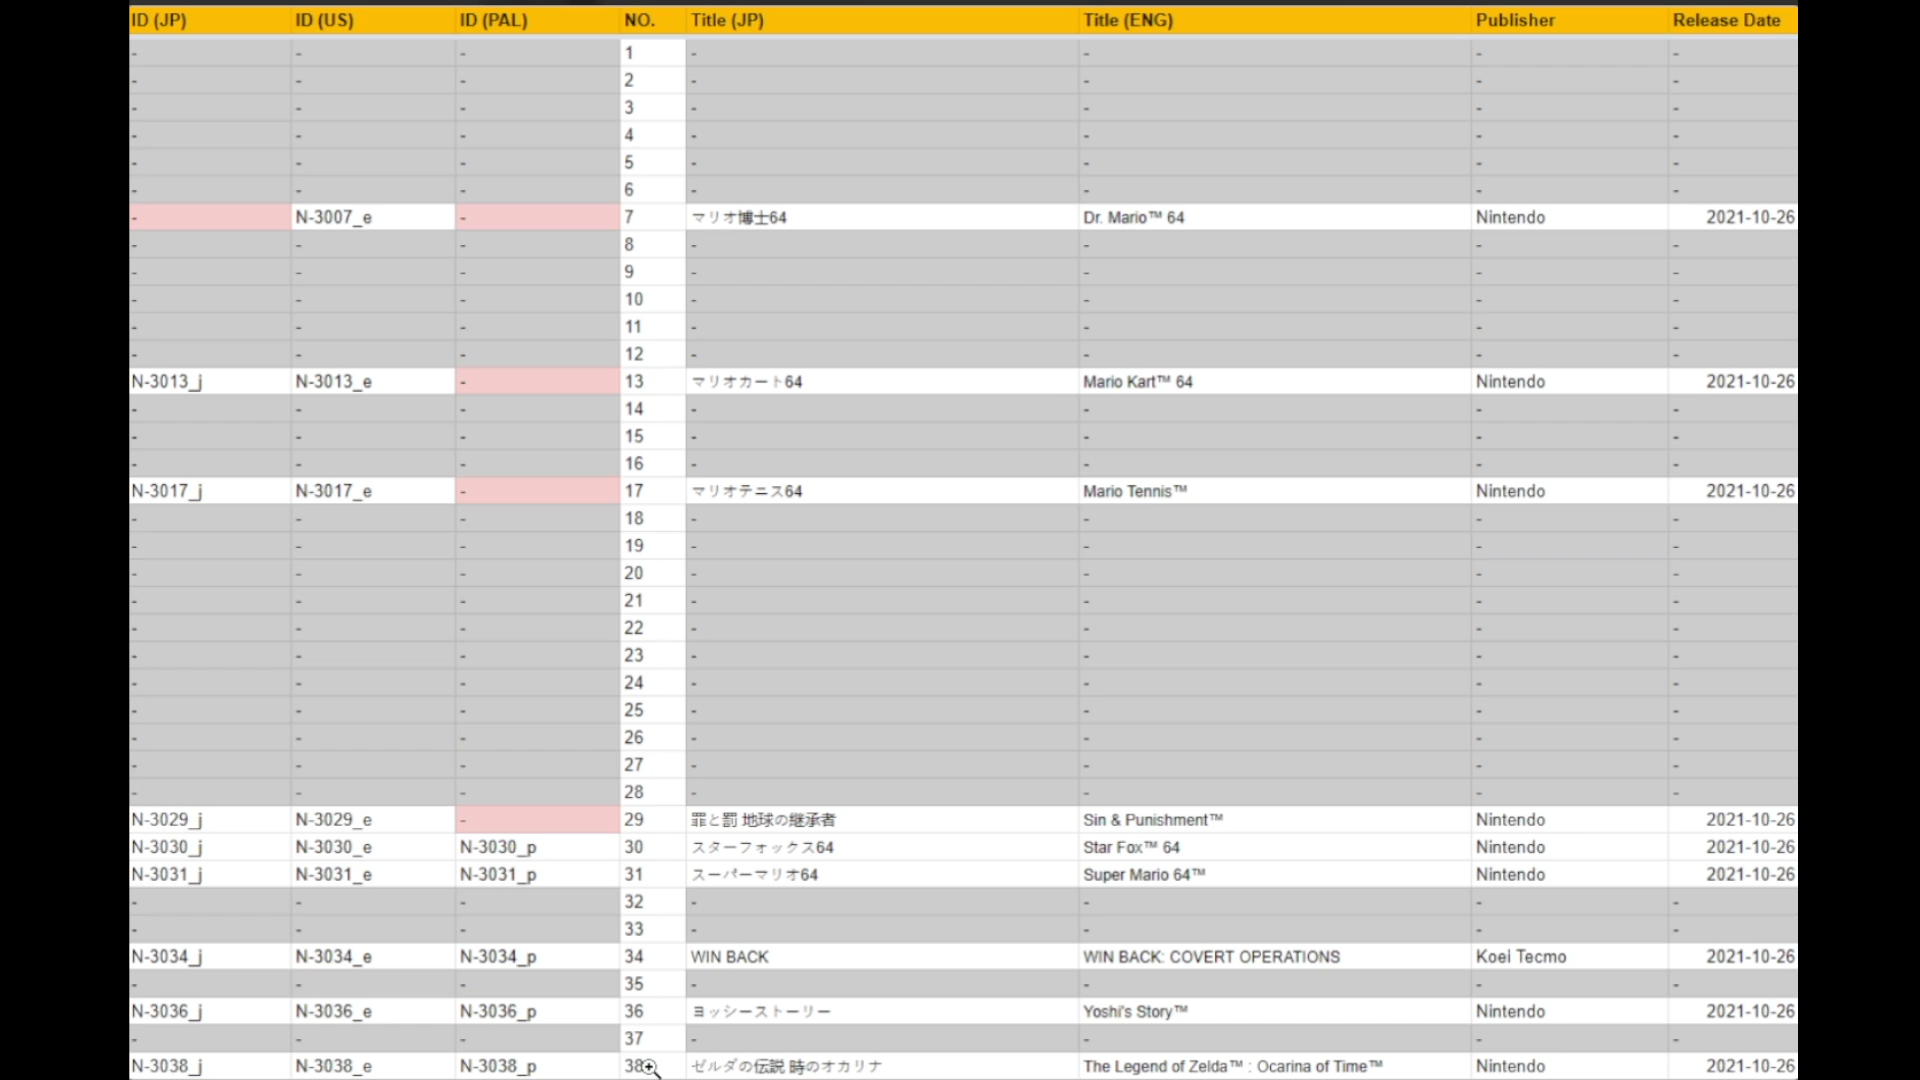 ID (JP) ID (US) ID (PAL) NO. Title (JP) Title (ENG) Publisher Release Date
- - - 1 - - - -
- - - 2 - - - -
- - - 3 - - - -
- - - 4 - - - -
- - - 5 - - - -
- - - 6 - - - -
- N-3007_e - 7 マリオ博士64 Dr. Mario™ 64 Nintendo 2021-10-26
- - - 8 - - - -
- - - 9 - - - -
- - - 10 - - - -
- - - 11 - - - -
- - - 12 - - - -
N-3013_j N-3013_e - 13 マリオカート64 Mario Kart™ 64 Nintendo 2021-10-26
- - - 14 - - - -
- - - 15 - - - -
- - - 16 - - - -
N-3017_j N-3017_e - 17 マリオテニス64 Mario Tennis™ Nintendo 2021-10-26
- - - 18 - - - -
- - - 19 - - - -
- - - 20 - - - -
- - - 21 - - - -
- - - 22 - - - -
- - - 23 - - - -
- - - 24 - - - -
- - - 25 - - - -
- - - 26 - - - -
- - - 27 - - - -
- - - 28 - - - -
N-3029_j N-3029_e - 29 罪と罰 地球の継承者 Sin & Punishment™ Nintendo 2021-10-26
N-3030_j N-3030_e N-3030_p 30 スターフォックス64 Star Fox™ 64 Nintendo 2021-10-26
N-3031_j N-3031_e N-3031_p 31 スーパーマリオ64 Super Mario 64™ Nintendo 2021-10-26
- - - 32 - - - -
- - - 33 - - - -
N-3034_j N-3034_e N-3034_p 34 WIN BACK WIN BACK: COVERT OPERATIONS Koei Tecmo 2021-10-26
- - - 35 - - - -
N-3036_j N-3036_e N-3036_p 36 ヨッシーストーリー Yoshi's Story™ Nintendo 2021-10-26
- - - 37 - - - -
N-3038_j N-3038_e N-3038_p 38 ゼルダの伝説 時のオカリナ The Legend of Zelda™ : Ocarina of Time™ Nintendo 2021-10-26